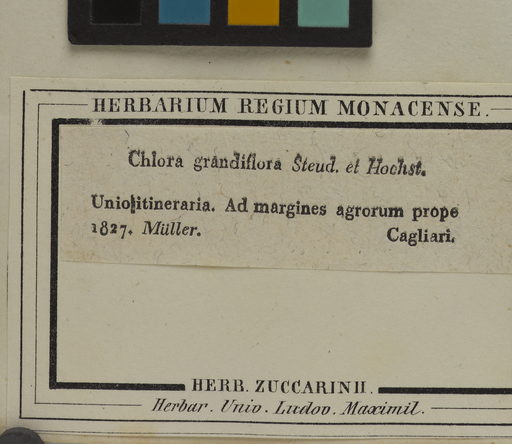 HERBARIUM REGIUM MONACENSE.
Chlora grandiflora Steud. et Hochst.
Unio itineraria. Ad margines agrorum prope
1827. Müller. Cagliari.
HERB. ZUCCARINII.
Herbar. Univ. Ludov. Maximil.